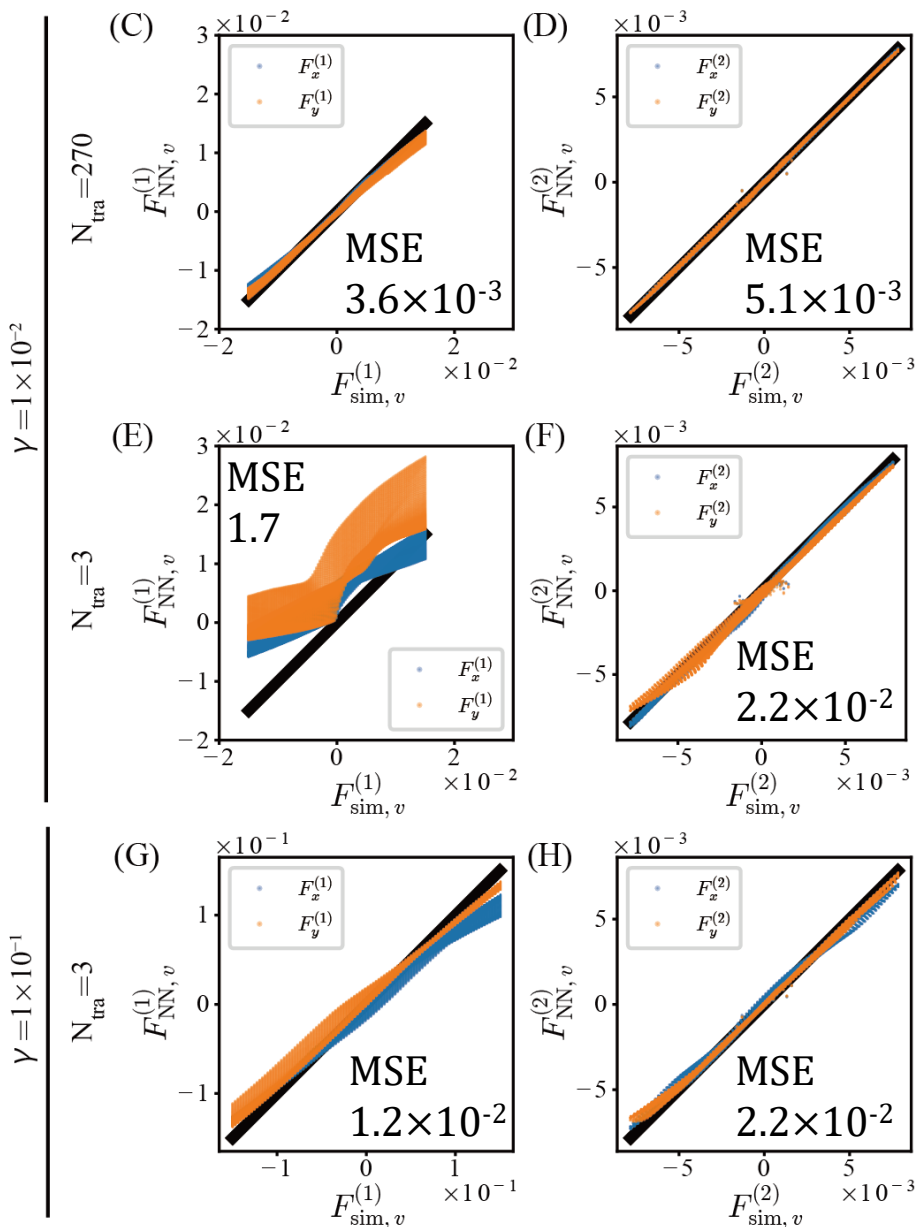 γ = 1×10⁻²
N_tra=270
(C)
×10⁻²
F_x^(1)
F_y^(1)
3
2
1
0
−1
−2
F_NN, v^(1)
MSE
3.6×10⁻³
−2 0 2
×10⁻²
F_sim, v^(1)
(D)
×10⁻³
F_x^(2)
F_y^(2)
5
0
−5
F_NN, v^(2)
MSE
5.1×10⁻³
−5 0 5
×10⁻³
F_sim, v^(2)
N_tra=3
(E)
×10⁻²
MSE
1.7
3
2
1
0
−1
−2
F_NN, v^(1)
F_x^(1)
F_y^(1)
0 2
×10⁻²
F_sim, v^(1)
(F)
×10⁻³
F_x^(2)
F_y^(2)
5
0
−5
F_NN, v^(2)
MSE
2.2×10⁻²
−5 0 5
×10⁻³
F_sim, v^(2)
γ = 1×10⁻¹
N_tra=3
(G)
×10⁻¹
F_x^(1)
F_y^(1)
1
0
−1
F_NN, v^(1)
MSE
1.2×10⁻²
−1 0 1
×10⁻¹
F_sim, v^(1)
(H)
×10⁻³
F_x^(2)
F_y^(2)
5
0
−5
F_NN, v^(2)
MSE
2.2×10⁻²
−5 0 5
×10⁻³
F_sim, v^(2)